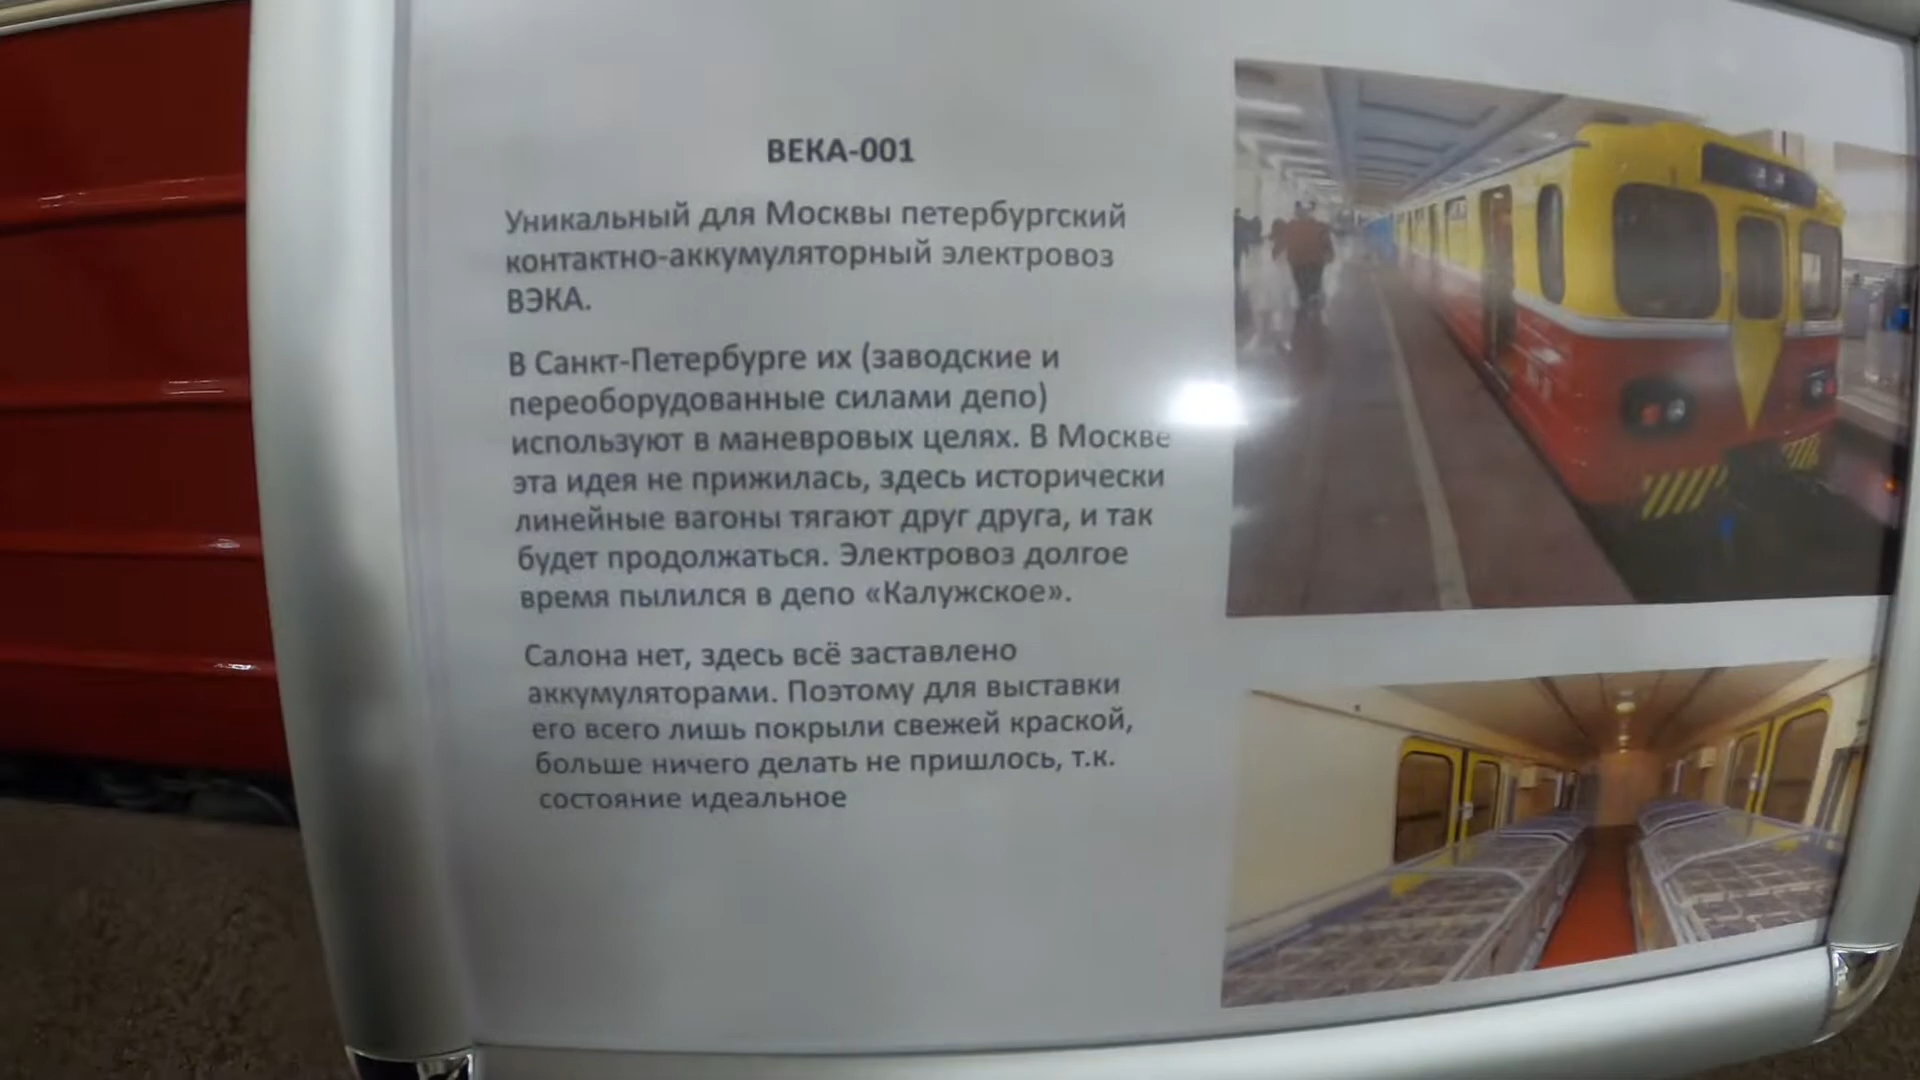 ВЕКА-001
Уникальный для Москвы петербургский
контактно-аккумуляторный электровоз
ВЭКА.
В Санкт-Петербурге их (заводские и
переоборудованные силами депо)
используют в маневровых целях. В Москве
эта идея не прижилась, здесь исторически
линейные вагоны тягают друг друга, и так
будет продолжаться. Электровоз долгое
время пылился в депо «Калужское».
Салона нет, здесь всё заставлено
аккумуляторами. Поэтому для выставки
его всего лишь покрыли свежей краской,
больше ничего делать не пришлось, т.к.
состояние идеальное